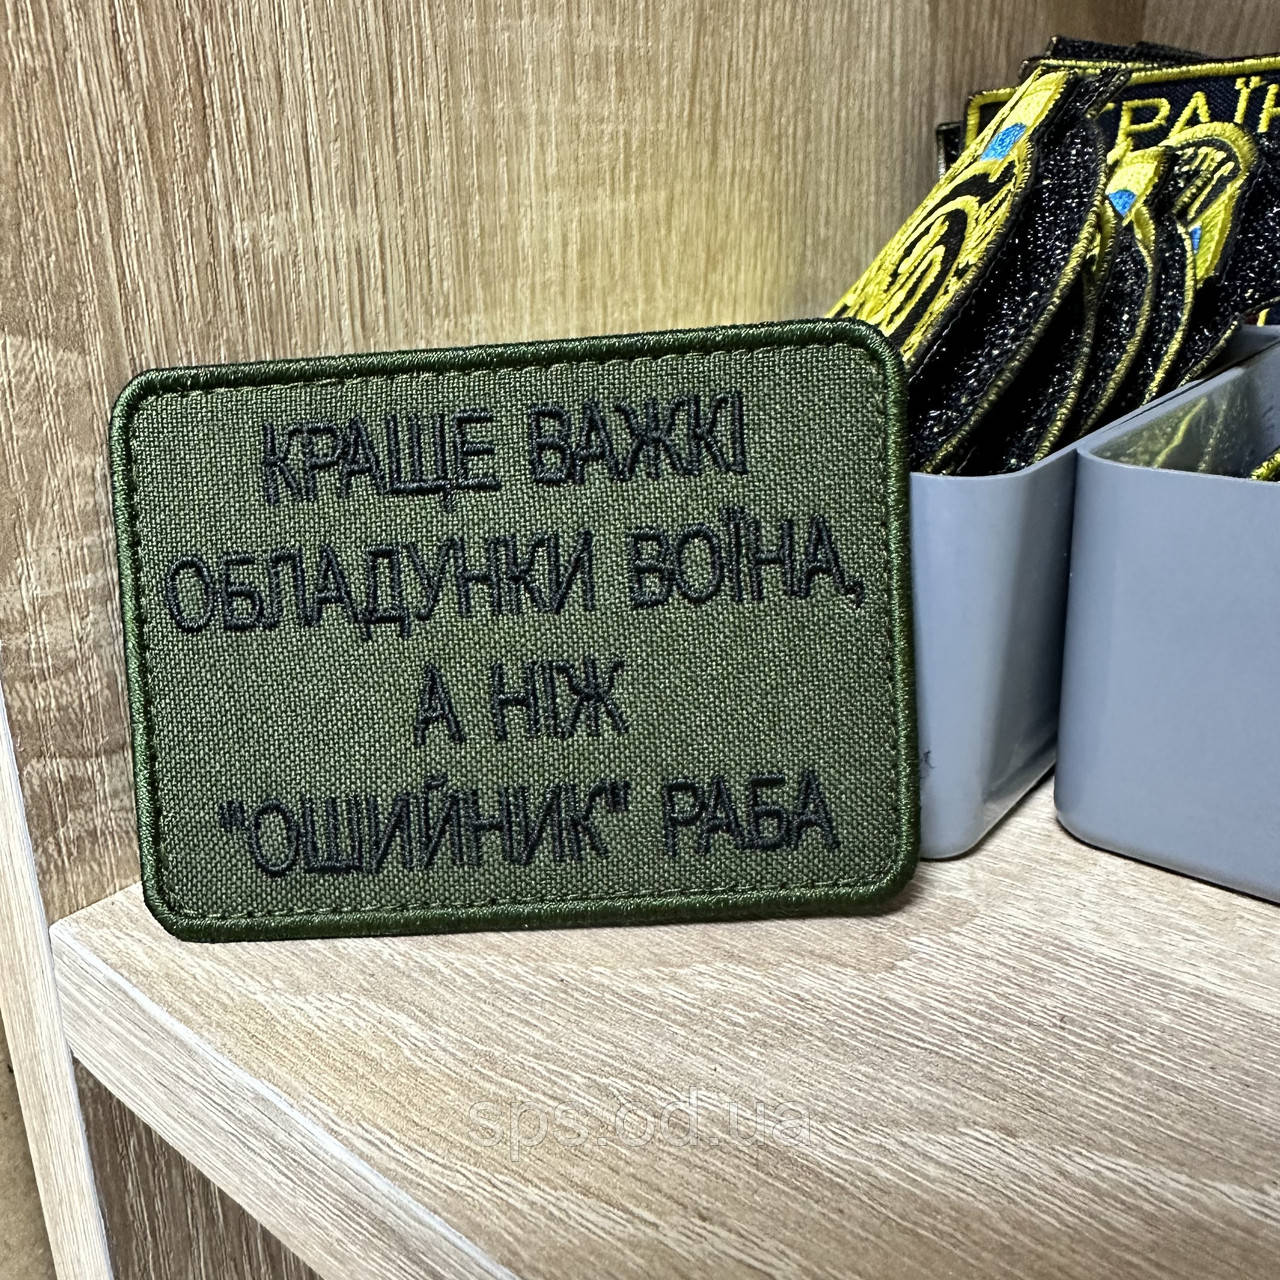 КРАЩЕ ВАЖКІ
ОБЛАДУНКИ ВОЇНА,
А НІЖ
"ОШИЙНИК" РАБА
sps.od.ua